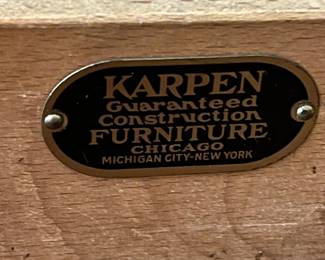 KARPEN
Guaranteed
Construction
FURNITURE
CHICAGO
MICHIGAN CITY-NEW YORK